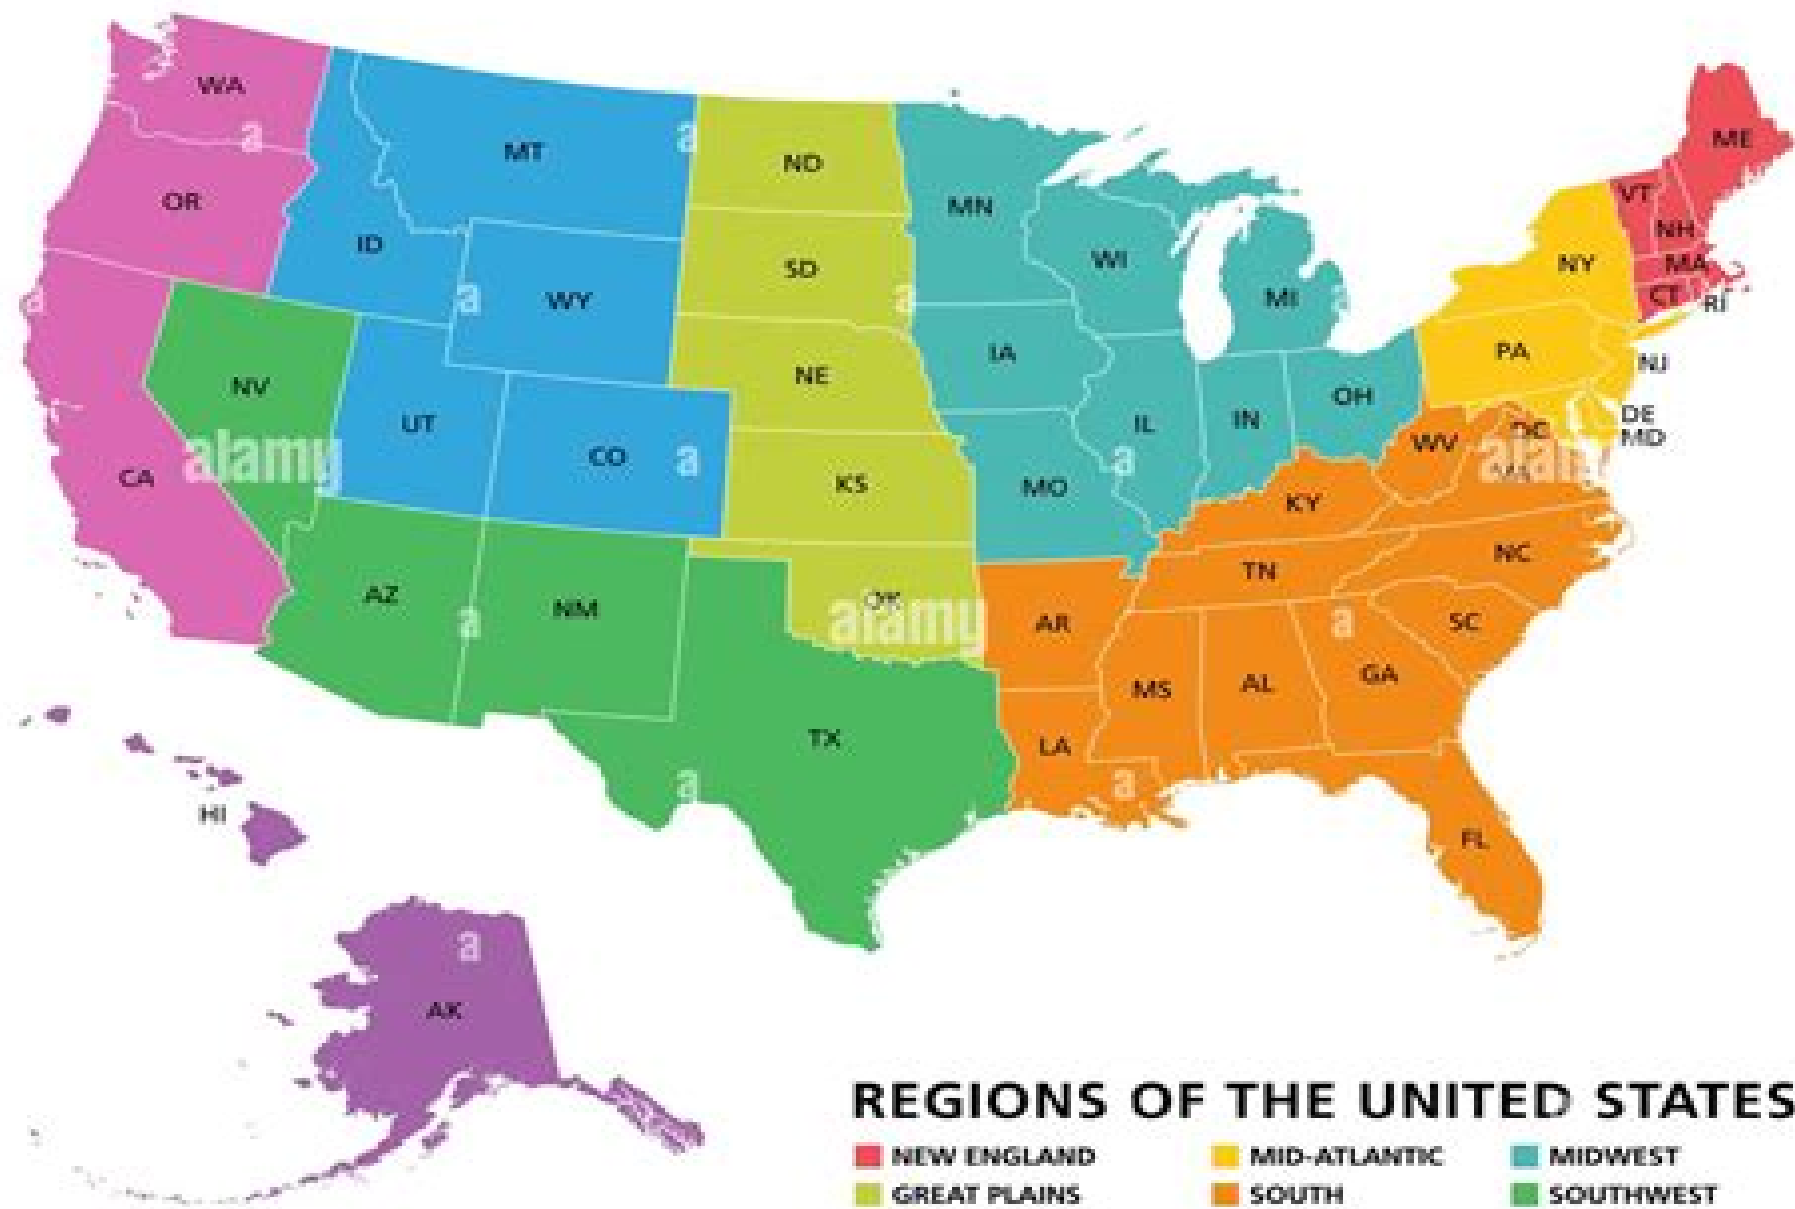 WA
MT
ND
ME
OR
MN
VT
ID
NH
WI
NY
MA
SD
WY
MI
CT
RI
IA
PA
NJ
NE
NV
OH
DE
UT
IL
IN
DC
MD
CO
WV
CA
KS
MO
KY
alamy
NC
TN
AZ
NM
OK
AR
SC
alamy
GA
AL
MS
TX
LA
HI
FL
AK
a
a
a
a
a
a
a
a
a
a
a
a
a
a
REGIONS OF THE UNITED STATES
NEW ENGLAND MID-ATLANTIC MIDWEST
GREAT PLAINS SOUTH SOUTHWEST